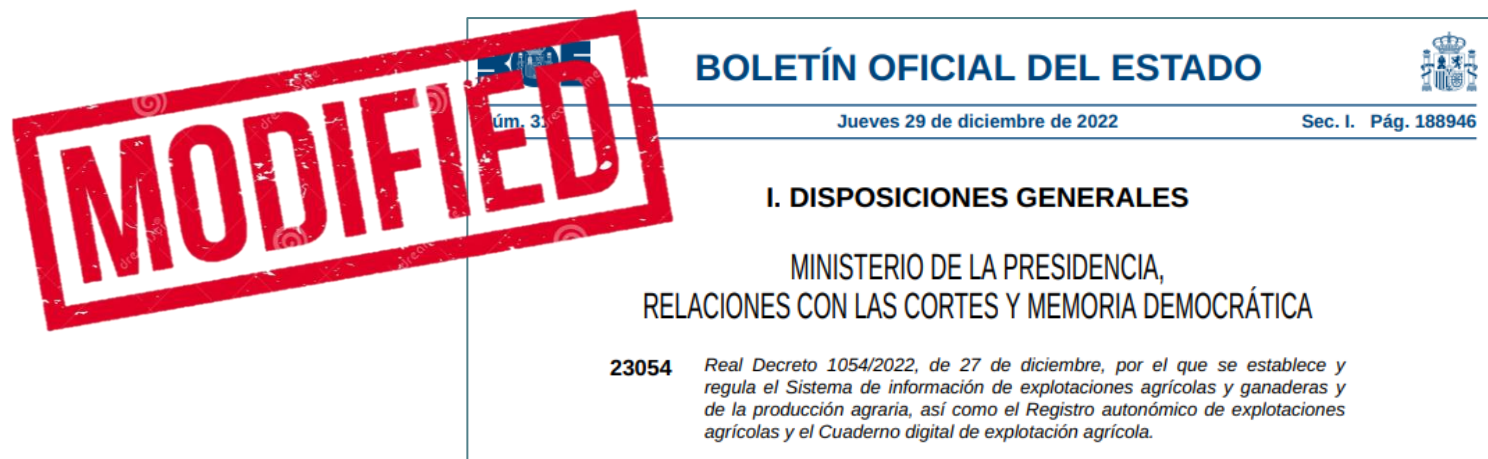 MODIFIED
BOLETÍN OFICIAL DEL ESTADO
Jueves 29 de diciembre de 2022
Sec. I. Pág. 188946
I. DISPOSICIONES GENERALES
MINISTERIO DE LA PRESIDENCIA,
RELACIONES CON LAS CORTES Y MEMORIA DEMOCRÁTICA
23054
Real Decreto 1054/2022, de 27 de diciembre, por el que se establece y
regula el Sistema de información de explotaciones agrícolas y ganaderas y
de la producción agraria, así como el Registro autonómico de explotaciones
agrícolas y el Cuaderno digital de explotación agrícola.